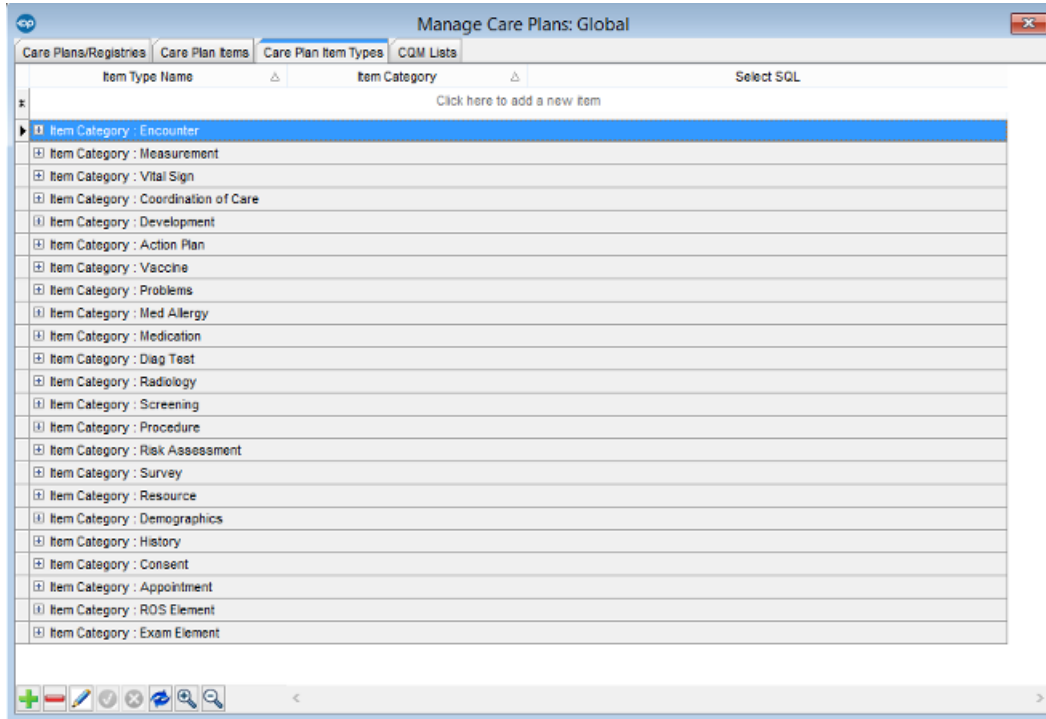 Manage Care Plans: Global
Care Plans/Registries Care Plan Items Care Plan Item Types CQM Lists
Item Type Name Item Category Select SQL
Click here to add a new item
Item Category : Encounter
Item Category : Measurement
Item Category : Vital Sign
Item Category : Coordination of Care
Item Category : Development
Item Category : Action Plan
Item Category : Vaccine
Item Category : Problems
Item Category : Med Allergy
Item Category : Medication
Item Category : Diag Test
Item Category : Radiology
Item Category : Screening
Item Category : Procedure
Item Category : Risk Assessment
Item Category : Survey
Item Category : Resource
Item Category : Demographics
Item Category : History
Item Category : Consent
Item Category : Appointment
Item Category : ROS Element
Item Category : Exam Element